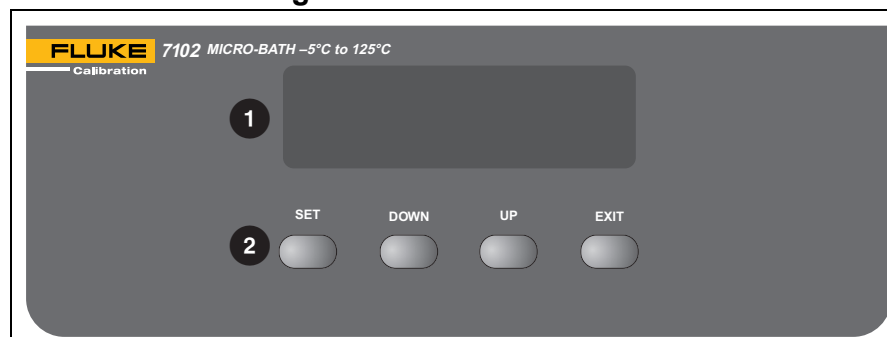 FLUKE 7102 MICRO-BATH –5°C to 125°C
Calibration
1
SET DOWN UP EXIT
2